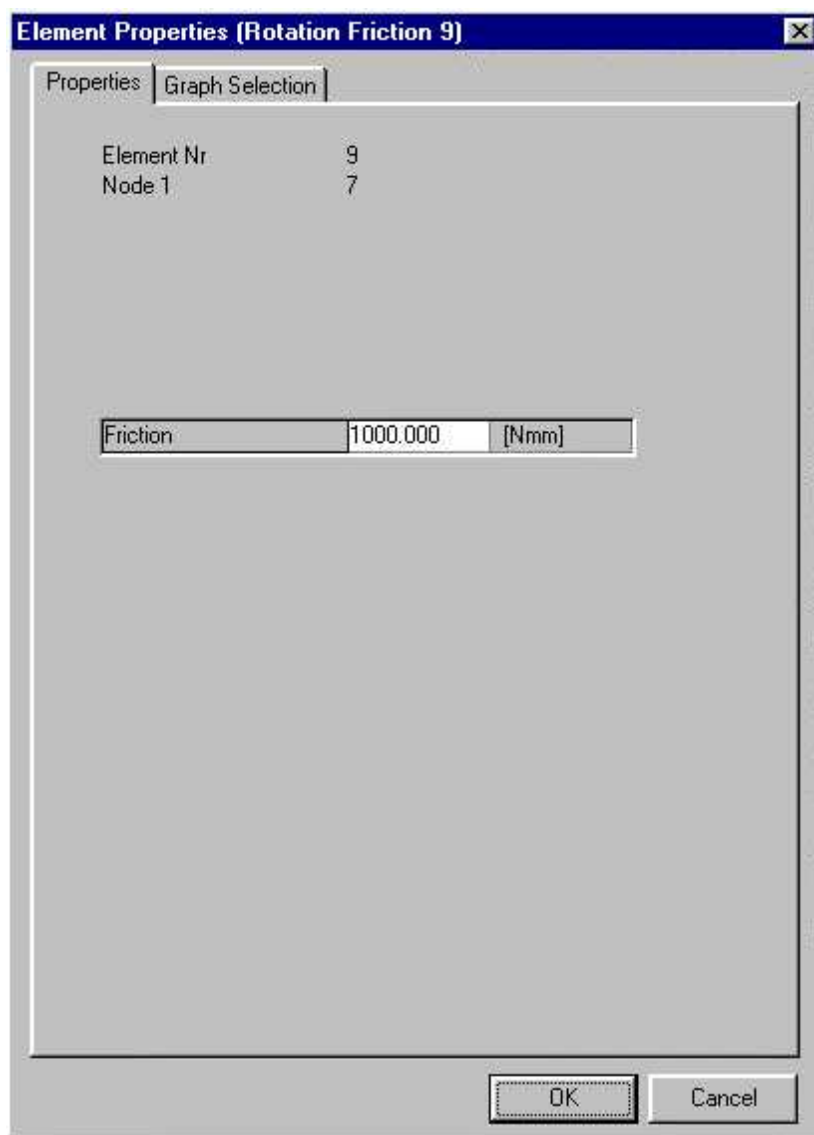 Element Properties (Rotation Friction 9)
Properties Graph Selection
Element Nr 9
Node 1 7
Friction 1000.000 [Nmm]
OK Cancel